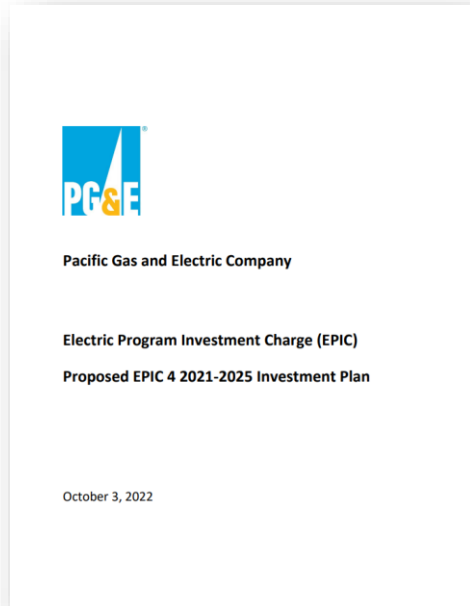 PG&E
®
Pacific Gas and Electric Company
Electric Program Investment Charge (EPIC)
Proposed EPIC 4 2021-2025 Investment Plan
October 3, 2022